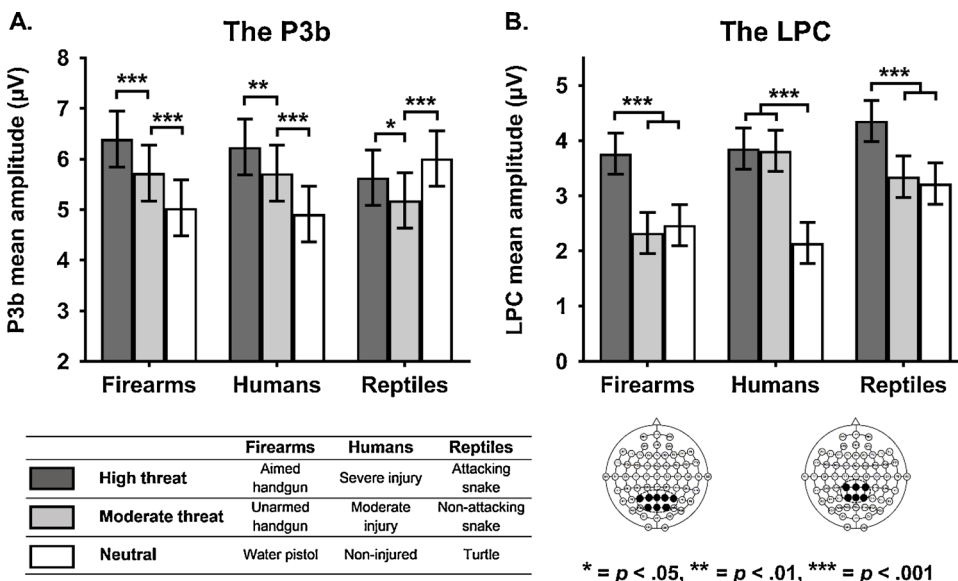 A.
The P3b
P3b mean amplitude (µV)
8
7
6
5
4
3
2
***
***
**
***
*
***
Firearms Humans Reptiles
B.
The LPC
LPC mean amplitude (µV)
5
4
3
2
1
0
***
***
***
Firearms Humans Reptiles
Firearms Humans Reptiles
High threat Aimed handgun Severe injury Attacking snake
Moderate threat Unarmed handgun Moderate injury Non-attacking snake
Neutral Water pistol Non-injured Turtle
* = p < .05, ** = p < .01, *** = p < .001